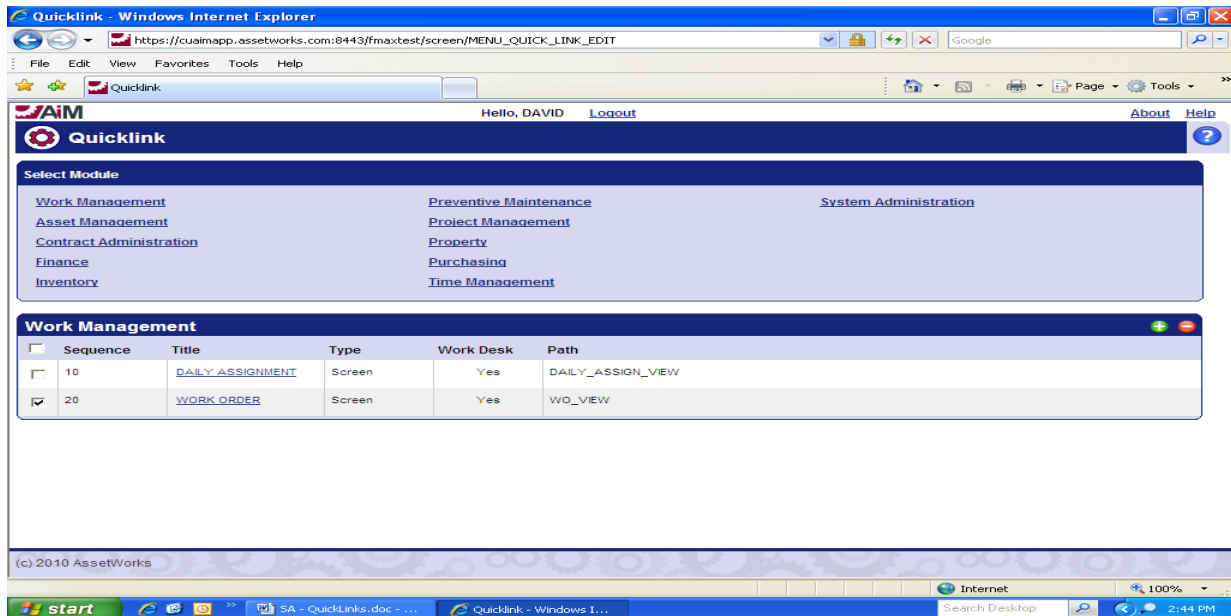 Quicklink - Windows Internet Explorer
https://cuaimapp.assetworks.com:8443/fmaxtest/screen/MENU_QUICK_LINK_EDIT
Google
File Edit View Favorites Tools Help
Quicklink
Page Tools
AiM
Hello, DAVID Logout
About Help
Quicklink
Select Module
Work Management Preventive Maintenance System Administration
Asset Management Project Management
Contract Administration Property
Finance Purchasing
Inventory Time Management
Work Management
Sequence Title Type Work Desk Path
10 DAILY ASSIGNMENT Screen Yes DAILY_ASSIGN_VIEW
20 WORK ORDER Screen Yes WO_VIEW
(c) 2010 AssetWorks
Internet 100%
start SA - QuickLinks.doc - ... Quicklink - Windows I... Search Desktop 2:44 PM